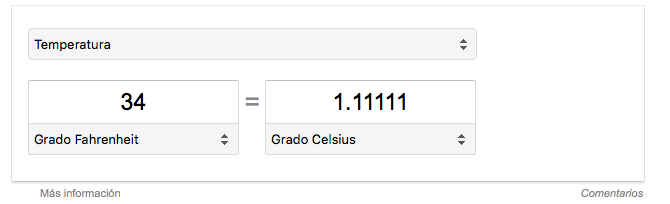 Temperatura
34 = 1.11111
Grado Fahrenheit Grado Celsius
Más información Comentarios